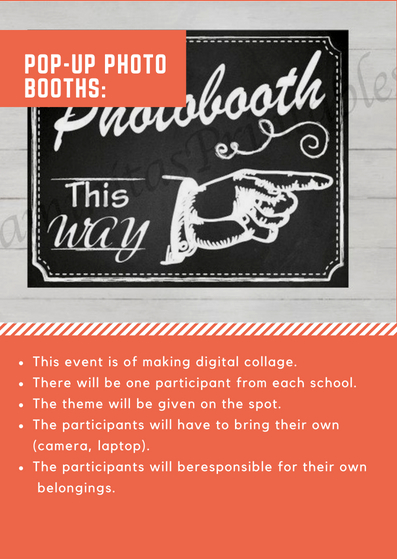 POP-UP PHOTO
BOOTHS:
Photobooth
This
way
• This event is of making digital collage.
• There will be one participant from each school.
• The theme will be given on the spot.
• The participants will have to bring their own
(camera, laptop).
• The participants will beresponsible for their own
belongings.